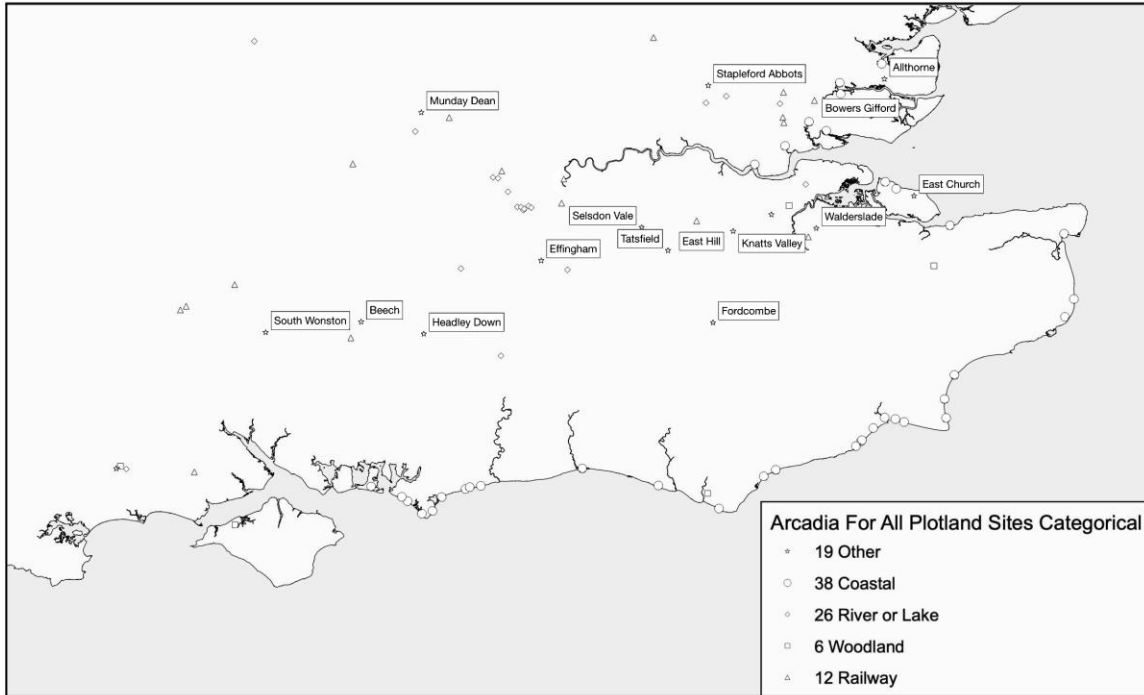 Allthorne
Stapleford Abbots
Munday Dean
Bowers Gifford
East Church
Selsdon Vale
Walderslade
Tatsfield
East Hill
Knatts Valley
Effingham
Beech
Fordcombe
South Wonston
Headley Down
Arcadia For All Plotland Sites Categorical
19 Other
38 Coastal
26 River or Lake
6 Woodland
12 Railway